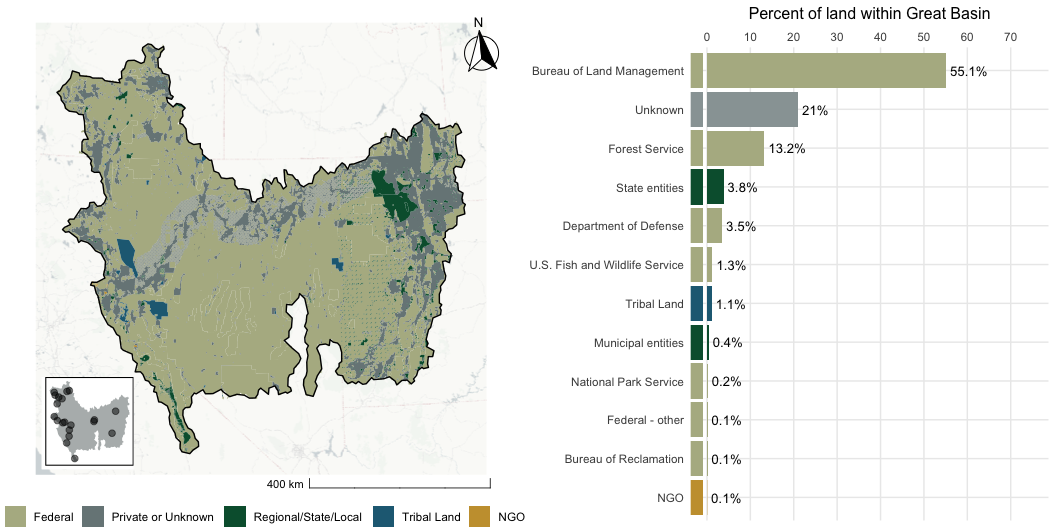 Percent of land within Great Basin
N
0 10 20 30 40 50 60 70
Bureau of Land Management 55.1%
Unknown 21%
Forest Service 13.2%
State entities 3.8%
Department of Defense 3.5%
U.S. Fish and Wildlife Service 1.3%
Tribal Land 1.1%
Municipal entities 0.4%
National Park Service 0.2%
Federal - other 0.1%
Bureau of Reclamation 0.1%
NGO 0.1%
400 km
Federal Private or Unknown Regional/State/Local Tribal Land NGO